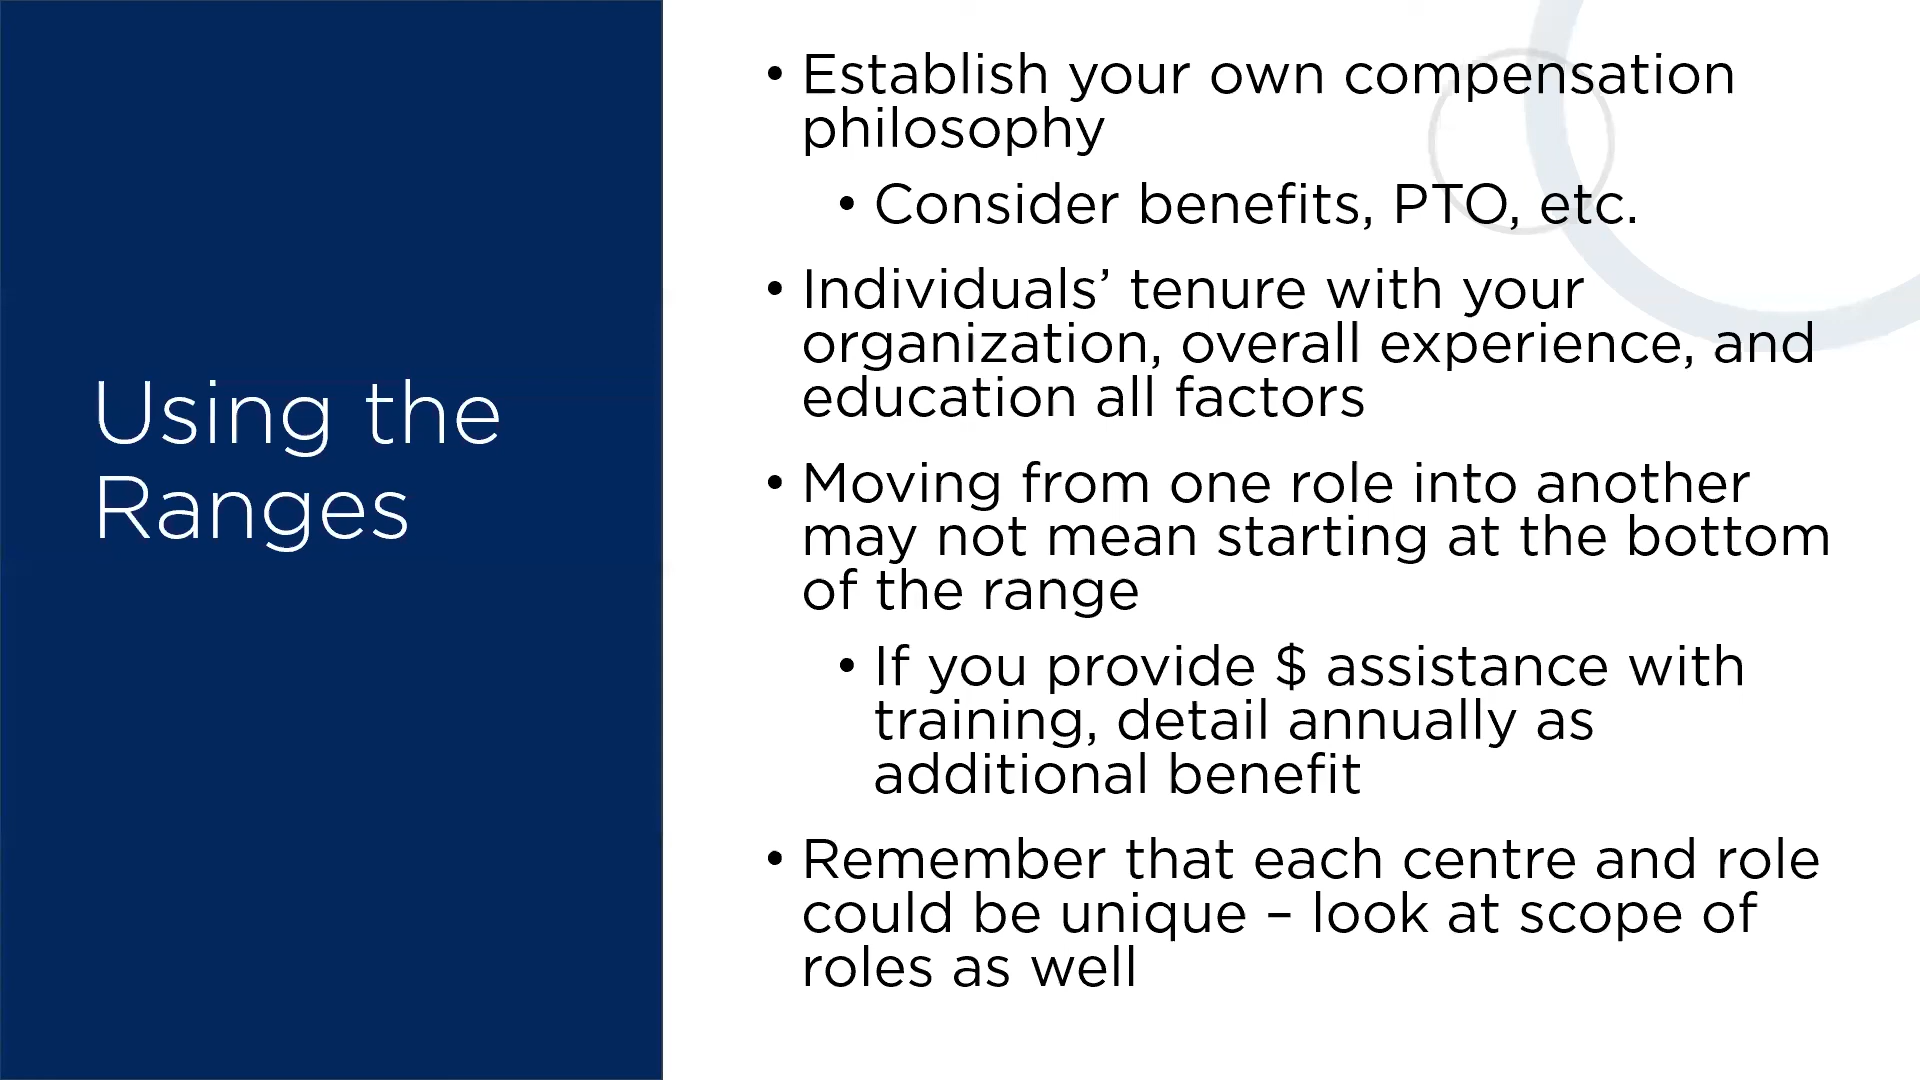 Using the
Ranges
• Establish your own compensation
philosophy
• Consider benefits, PTO, etc.
• Individuals’ tenure with your
organization, overall experience, and
education all factors
• Moving from one role into another
may not mean starting at the bottom
of the range
• If you provide $ assistance with
training, detail annually as
additional benefit
• Remember that each centre and role
could be unique – look at scope of
roles as well